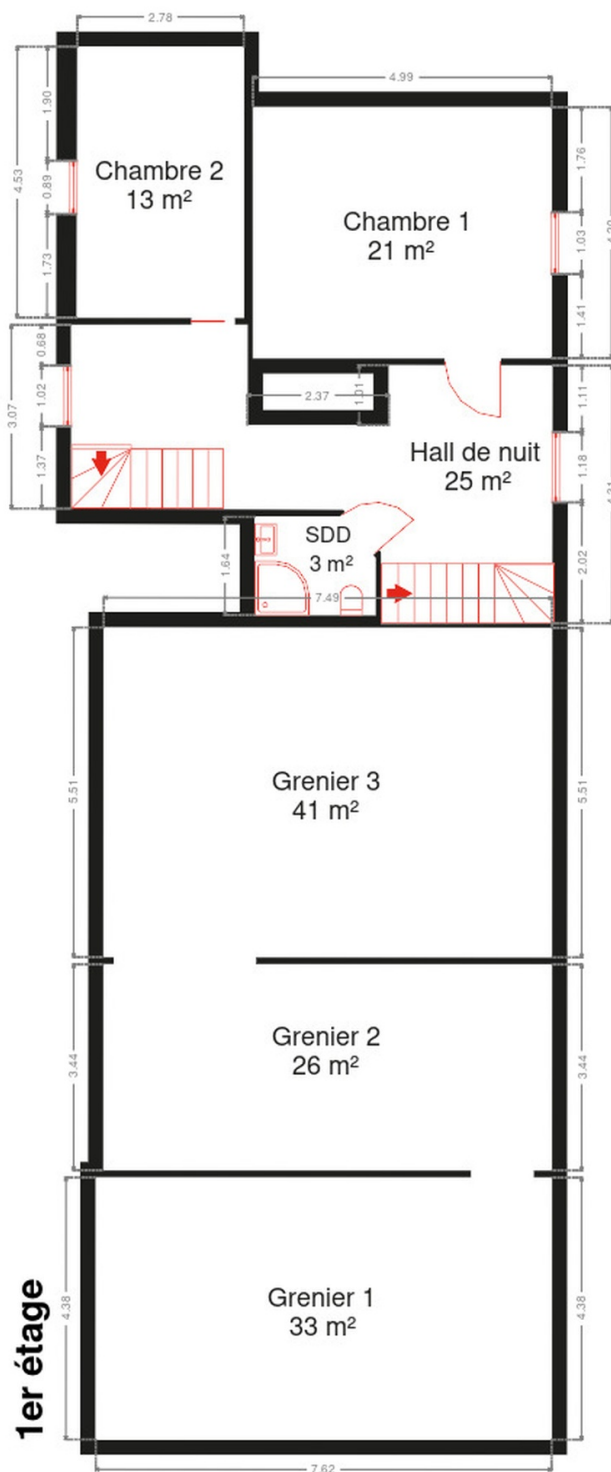 2.78
4.99
1.90
4.53
0.89
1.73
Chambre 2
13 m²
Chambre 1
21 m²
1.76
1.03
1.41
0.68
1.02
3.07
1.37
2.37
1.01
Hall de nuit
25 m²
1.11
1.18
2.02
SDD
3 m²
1.64
7.49
Grenier 3
41 m²
5.51
5.51
Grenier 2
26 m²
3.44
3.44
Grenier 1
33 m²
4.38
4.38
1er étage
7.62